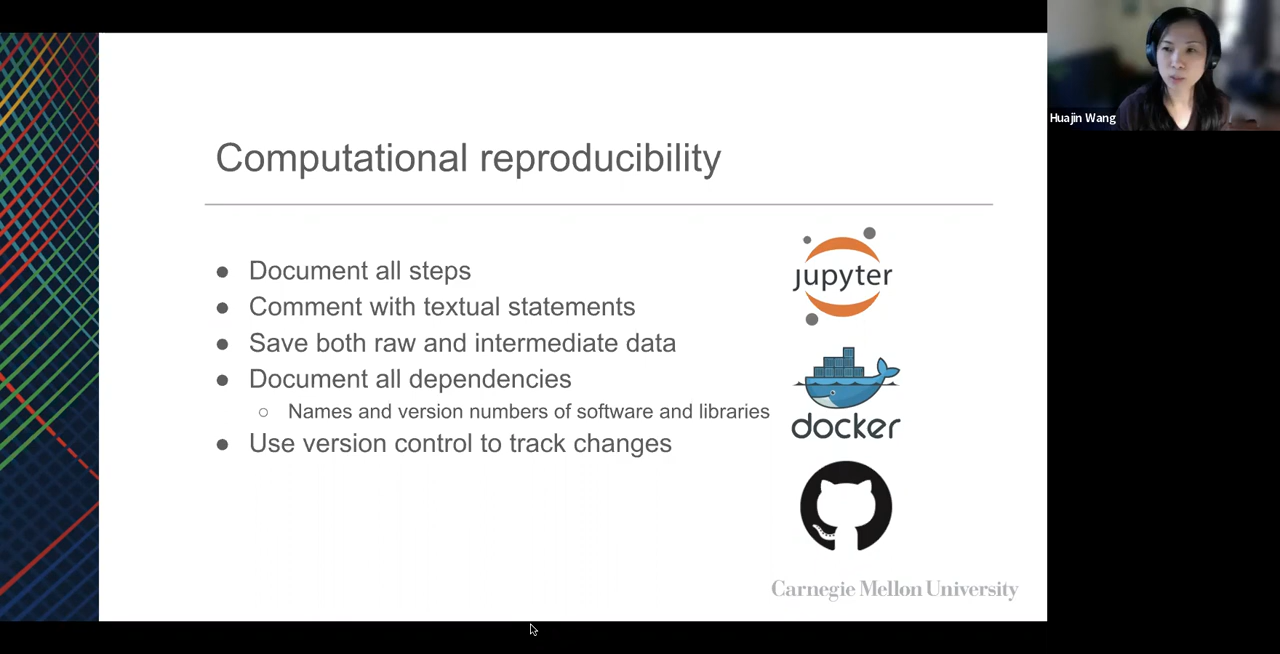 Huajin Wang
Computational reproducibility
● Document all steps
● Comment with textual statements
● Save both raw and intermediate data
● Document all dependencies
○ Names and version numbers of software and libraries
● Use version control to track changes
jupyter
docker
Carnegie Mellon University